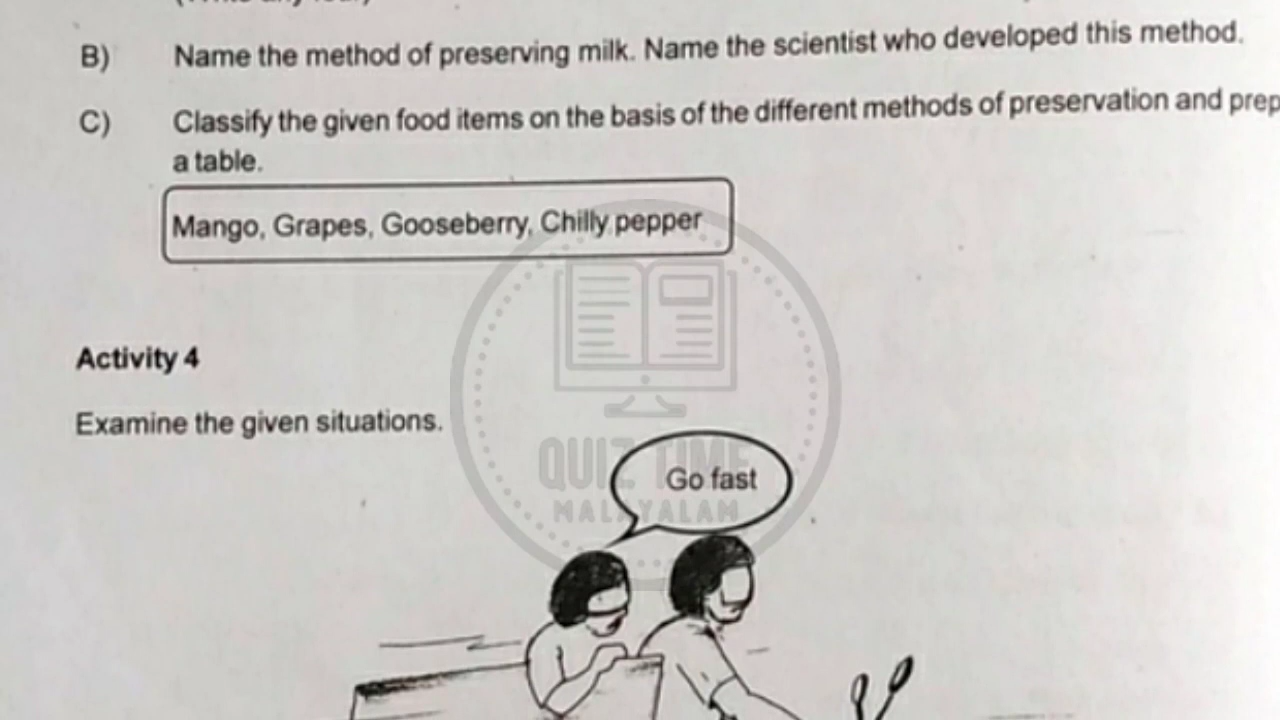 B) Name the method of preserving milk. Name the scientist who developed this method.
C) Classify the given food items on the basis of the different methods of preservation and prep
a table.
Mango, Grapes, Gooseberry, Chilly pepper
Activity 4
Examine the given situations.
QUIZ TIME
MALAYALAM
Go fast